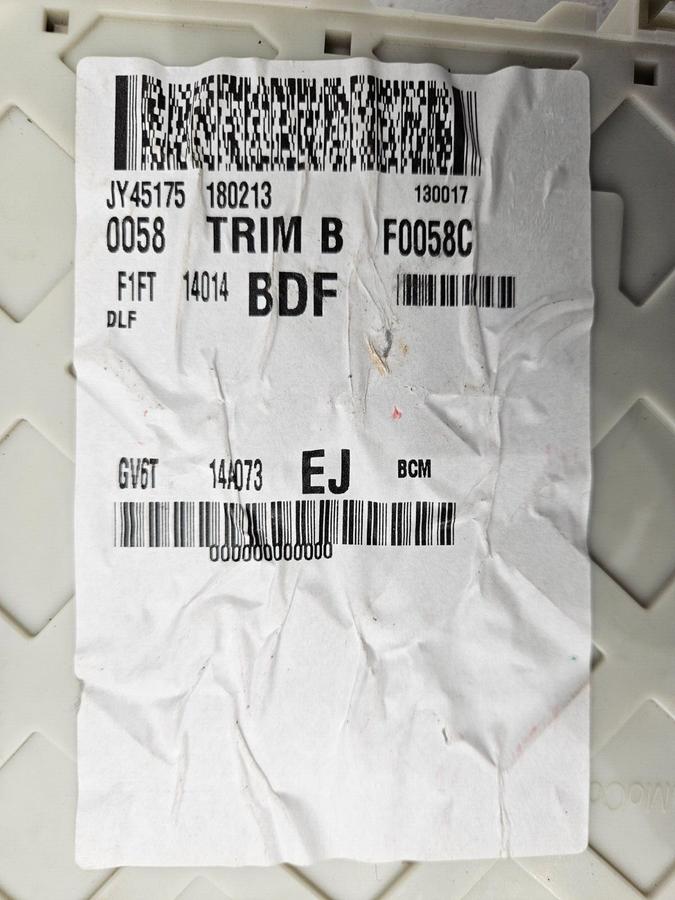 JY45175 180213 130017
0058 TRIM B F0058C
F1FT 14014 BDF
DLF
GV6T 14A073 EJ BCM
000000000000